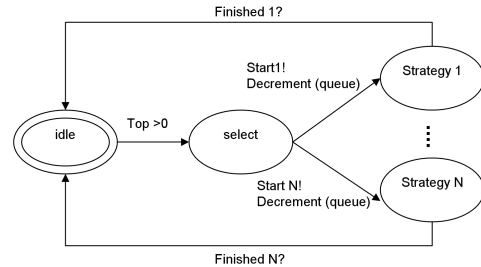 Finished 1?
Start1!
Decrement (queue)
Strategy 1
Top >0
idle
select
Start N!
Decrement (queue)
Strategy N
Finished N?